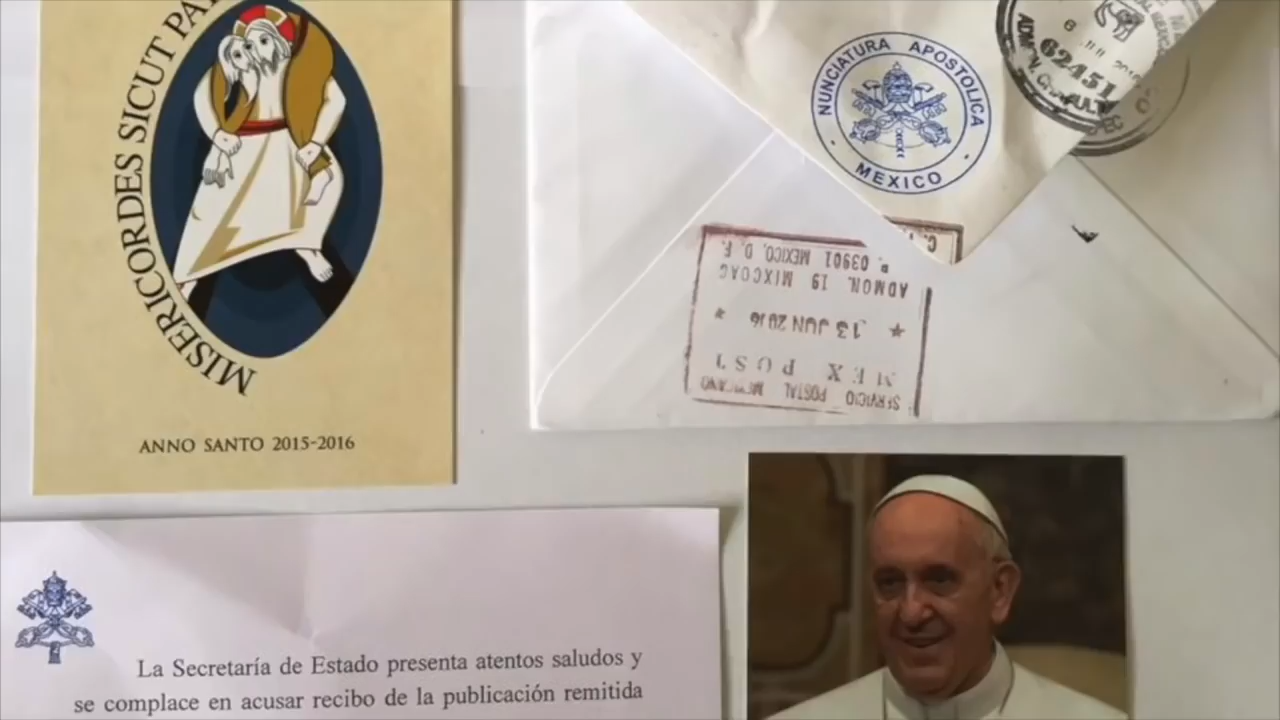 MISERICORDES SICUT PA
ANNO SANTO 2015-2016
NUNCIATURA APOSTOLICA
MEXICO
62451
SERVICIO POSTAL MEXICANO
MEX POST
★ 13 JUN 2016 ★
ADMON. 19 MIXCOAC
P. 03901 MEXICO, D. F.
La Secretaría de Estado presenta atentos saludos y
se complace en acusar recibo de la publicación remitida